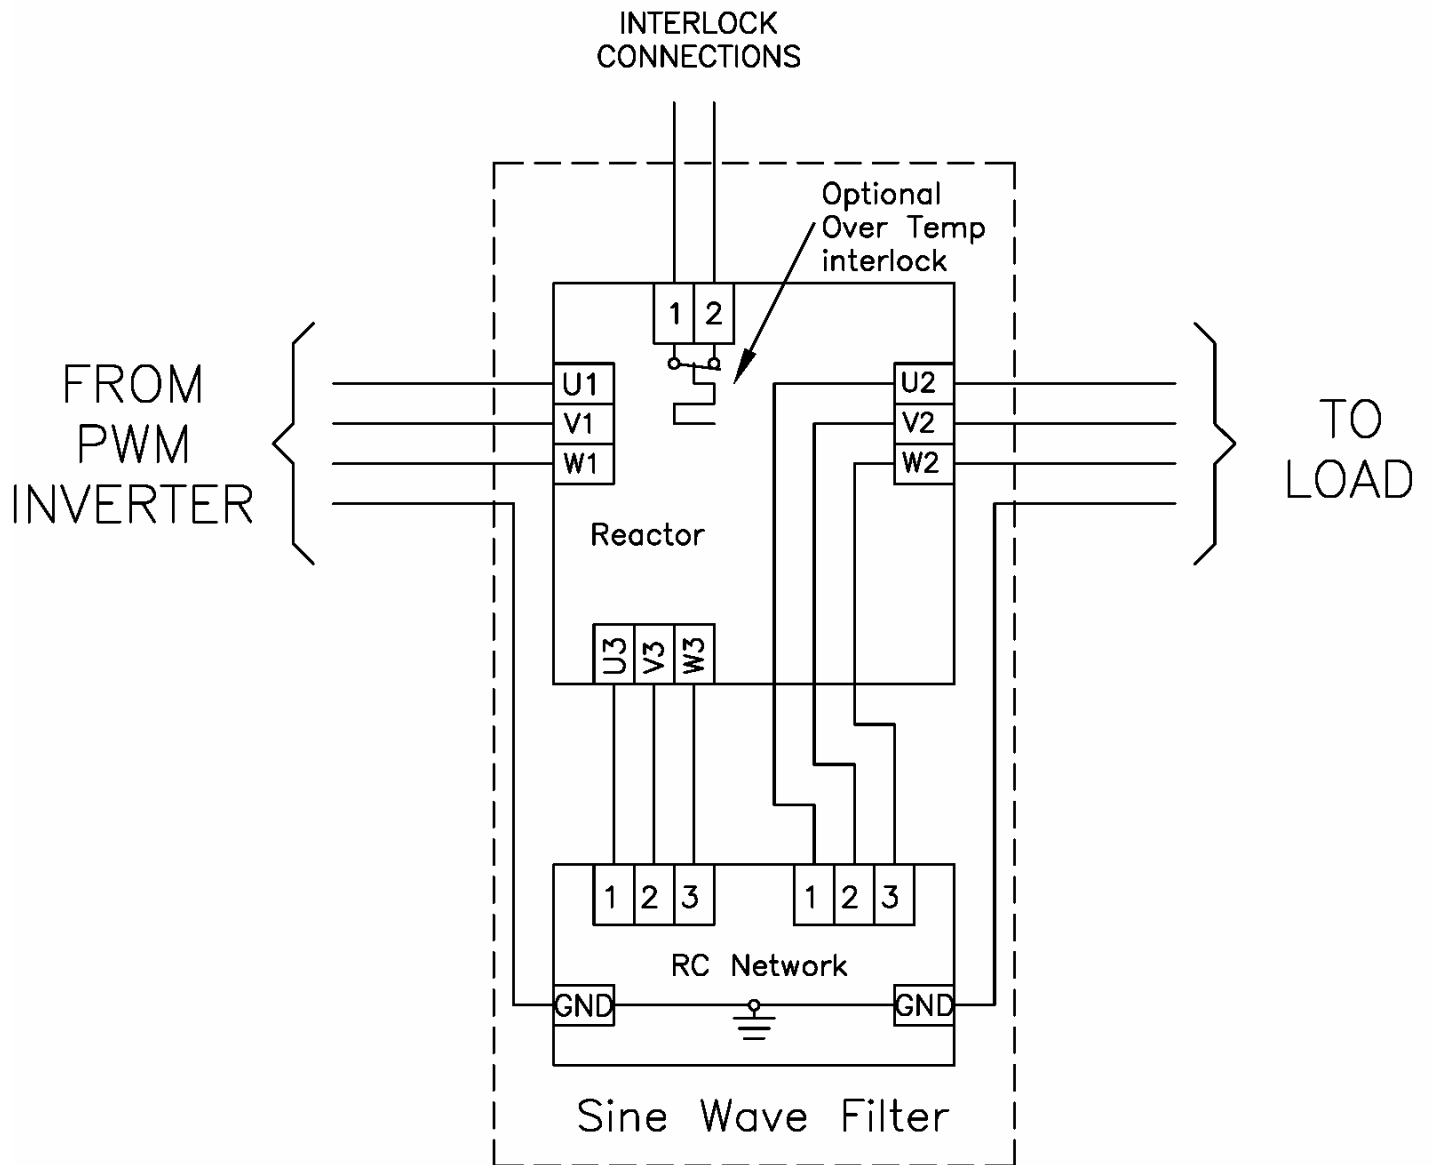 INTERLOCK
CONNECTIONS
Optional
Over Temp
interlock
1 2
FROM
PWM
INVERTER
U1
V1
W1
U2
V2
W2
TO
LOAD
Reactor
U3 V3 W3
1 2 3
1 2 3
RC Network
GND
GND
Sine Wave Filter